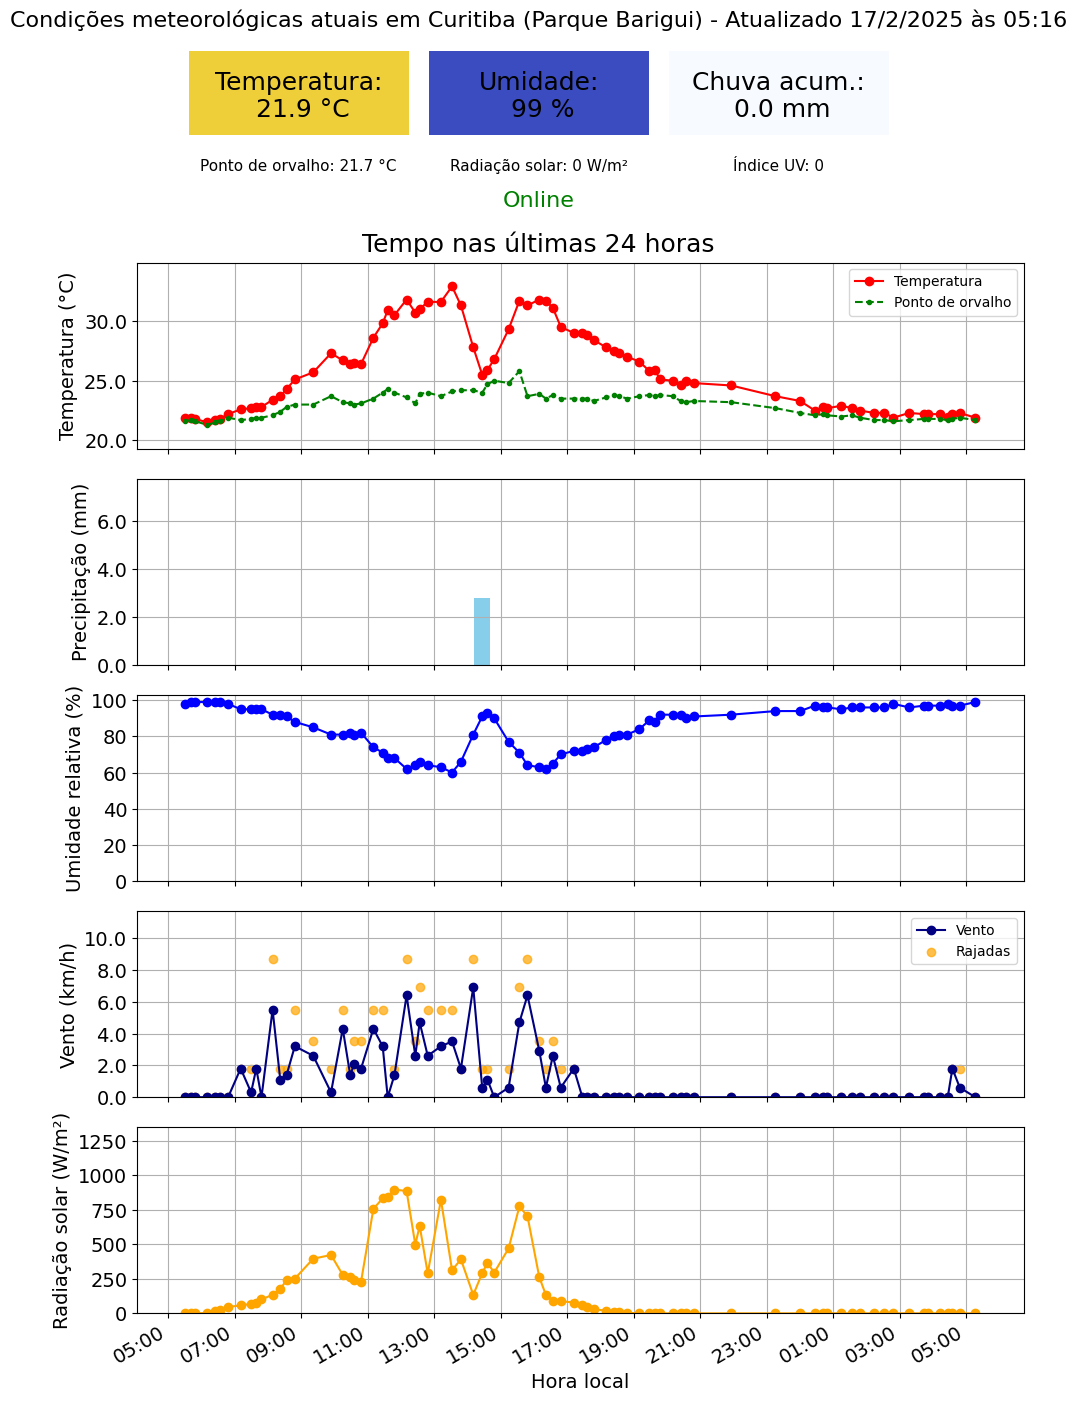 Condições meteorológicas atuais em Curitiba (Parque Barigui) - Atualizado 17/2/2025 às 05:16
Temperatura:
21.9 °C
Umidade:
99 %
Chuva acum.:
0.0 mm
Ponto de orvalho: 21.7 °C
Radiação solar: 0 W/m²
Índice UV: 0
Online
Tempo nas últimas 24 horas
Temperatura (°C)
30.0
25.0
20.0
Temperatura
Ponto de orvalho
Precipitação (mm)
6.0
4.0
2.0
0.0
Umidade relativa (%)
100
80
60
40
20
0
Vento (km/h)
10.0
8.0
6.0
4.0
2.0
0.0
Vento
Rajadas
Radiação solar (W/m²)
1250
1000
750
500
250
0
05:00
07:00
09:00
11:00
13:00
15:00
17:00
19:00
21:00
23:00
01:00
03:00
05:00
Hora local